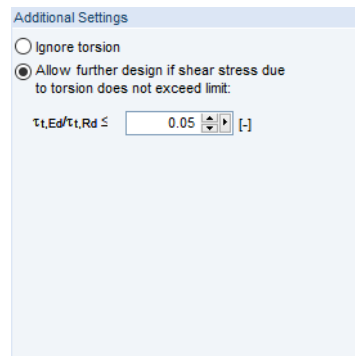 Additional Settings
Ignore torsion
Allow further design if shear stress due
to torsion does not exceed limit:
τt,Ed/τt,Rd ≤ 0.05 [-]